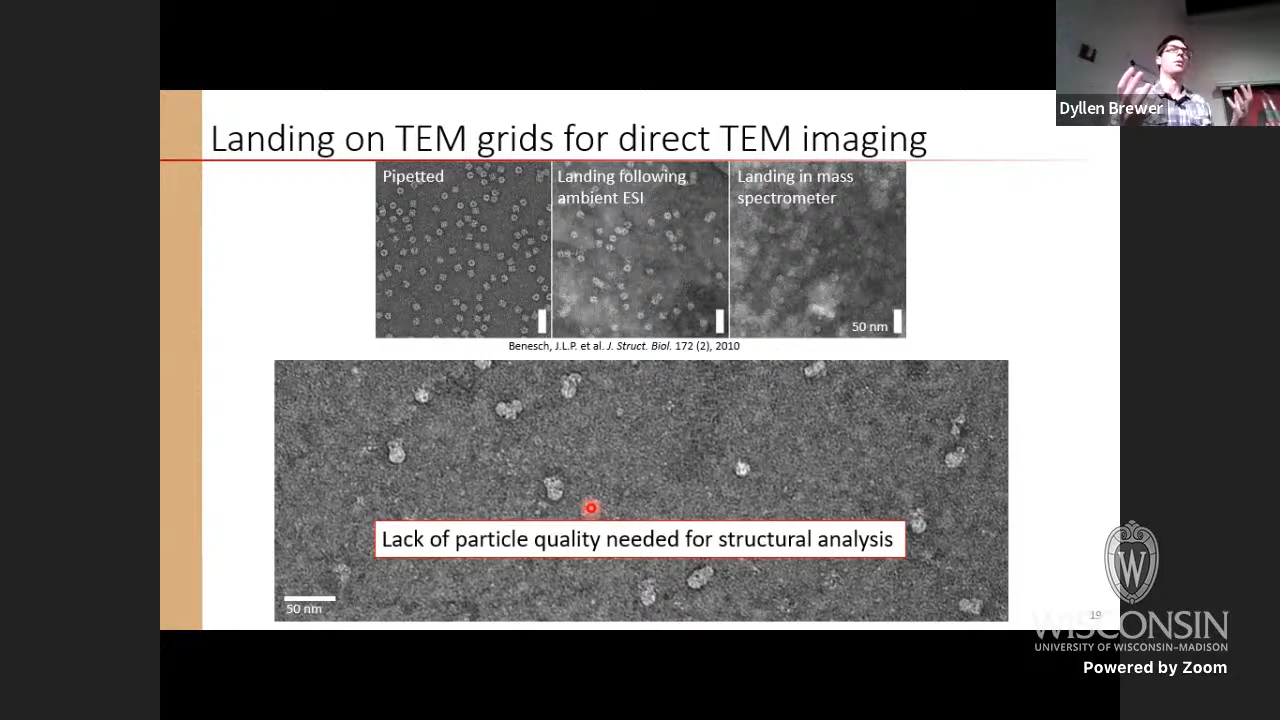 Dyllen Brewer
Landing on TEM grids for direct TEM imaging
Pipetted
Landing following
ambient ESI
Landing in mass
spectrometer
50 nm
Benesch, J.L.P. et al. J. Struct. Biol. 172 (2), 2010
Lack of particle quality needed for structural analysis
50 nm
19
W
WISCONSIN
UNIVERSITY OF WISCONSIN–MADISON
Powered by Zoom